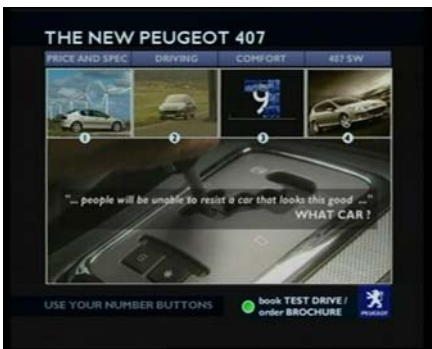 THE NEW PEUGEOT 407
PRICE AND SPEC DRIVING COMFORT 407 SW
9
1 2 3 4
"... people will be unable to resist a car that looks this good ..."
WHAT CAR?
USE YOUR NUMBER BUTTONS
book TEST DRIVE /
order BROCHURE
PEUGEOT